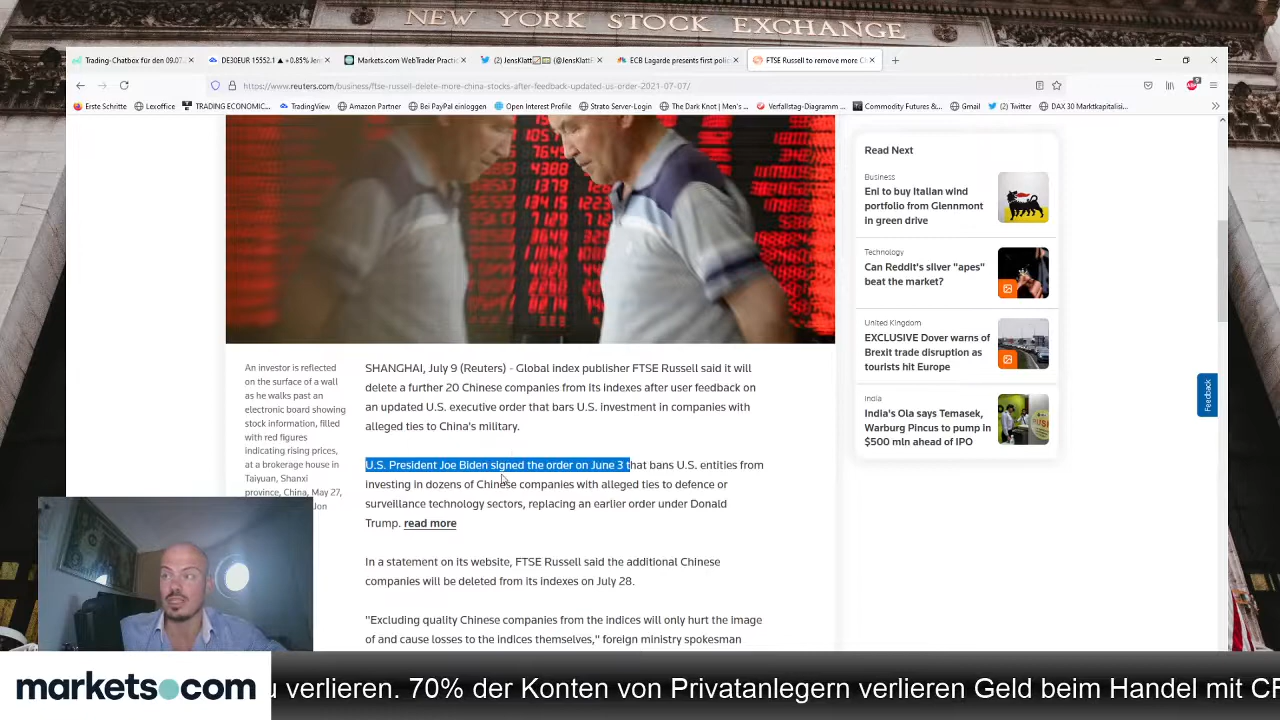 NEW YORK STOCK EXCHANGE
Trading-Chatbox für den 09.07.
DE30EUR 15552.1 ▲ +0.85%
Markets.com WebTrader
(2) JensKlatt
(@JensKlattF
ECB Lagarde presents first
FTSE Russell to remove more
https://www.reuters.com/business/ftse-russell-delete-more-china-stocks-after-feedback-updated-us-order-2021-07-07/
Erste Schritte
Lexoffice
TRADING ECONOMIC...
TradingView
Amazon Partner
Bei PayPal einloggen
Open Interest Profile
Strato Server-Login
The Dark Knot | Men's ...
Verfallstag-Diagramm ...
Commodity Futures &...
Gmail
(2) Twitter
DAX 30 Marktkapitalisi...
Read Next
Business
Eni to buy Italian wind
portfolio from Glennmont
in green drive
Technology
Can Reddit's silver "apes"
beat the market?
United Kingdom
EXCLUSIVE Dover warns of
Brexit trade disruption as
tourists hit Europe
India
India's Ola says Temasek,
Warburg Pincus to pump in
$500 mln ahead of IPO
Feedback
An investor is reflected
on the surface of a wall
as he walks past an
electronic board showing
stock information, filled
with red figures
indicating rising prices,
at a brokerage house in
Taiyuan, Shanxi
province, China, May 27,
Jon
SHANGHAI, July 9 (Reuters) - Global index publisher FTSE Russell said it will
delete a further 20 Chinese companies from its indexes after user feedback on
an updated U.S. executive order that bars U.S. investment in companies with
alleged ties to China's military.
U.S. President Joe Biden signed the order on June 3 that bans U.S. entities from
investing in dozens of Chinese companies with alleged ties to defence or
surveillance technology sectors, replacing an earlier order under Donald
Trump. read more
In a statement on its website, FTSE Russell said the additional Chinese
companies will be deleted from its indexes on July 28.
"Excluding quality Chinese companies from the indices will only hurt the image
of and cause losses to the indices themselves," foreign ministry spokesman
markets.com
verlieren. 70% der Konten von Privatanlegern verlieren Geld beim Handel mit